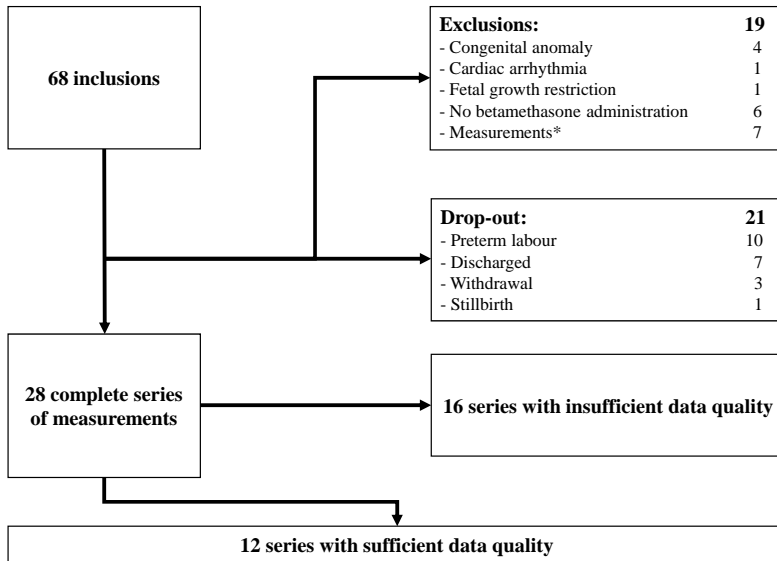 68 inclusions
Exclusions: 19
- Congenital anomaly 4
- Cardiac arrhythmia 1
- Fetal growth restriction 1
- No betamethasone administration 6
- Measurements* 7
Drop-out: 21
- Preterm labour 10
- Discharged 7
- Withdrawal 3
- Stillbirth 1
28 complete series
of measurements
16 series with insufficient data quality
12 series with sufficient data quality